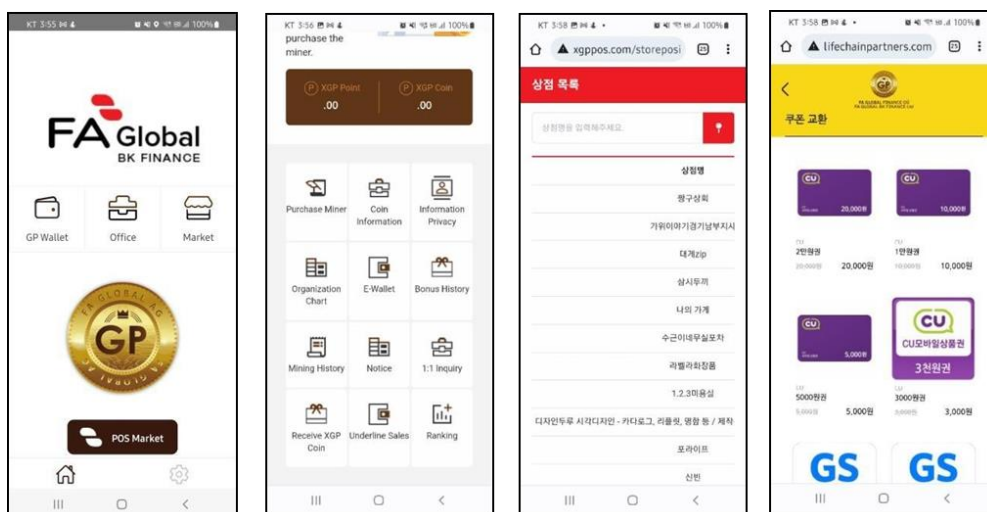 KT 3:55
100%
FA Global
BK FINANCE
GP Wallet
Office
Market
FA GLOBAL AG
GP
POS Market
KT 3:56
100%
purchase the
miner.
XGP Point
XGP Coin
.00
.00
Purchase Miner
Coin
Information
Information
Privacy
Organization
Chart
E-Wallet
Bonus History
Mining History
Notice
1:1 Inquiry
Receive XGP
Coin
Underline Sales
Ranking
KT 3:58
100%
xgppos.com/storeposi
25
상점 목록
상점명을 입력해주세요.
상점명
짱구상회
가위이야기경기남부지사
대게zip
삼시두끼
나의 가게
수근이네무실포차
라벨라화장품
1.2.3미용실
디자인두루 시각디자인 - 카다로그, 리플렛, 명함 등 / 제작
포라이프
신빈
KT 3:58
100%
lifechainpartners.com
25
쿠폰 교환
CU
20,000원
CU
10,000원
CU
2만원권
20,000원 20,000원
CU
1만원권
10,000원 10,000원
CU
5,000원
CU
CU모바일상품권
3천원권
CU
5000원권
5,000원 5,000원
CU
3000원권
3,000원 3,000원
GS
GS